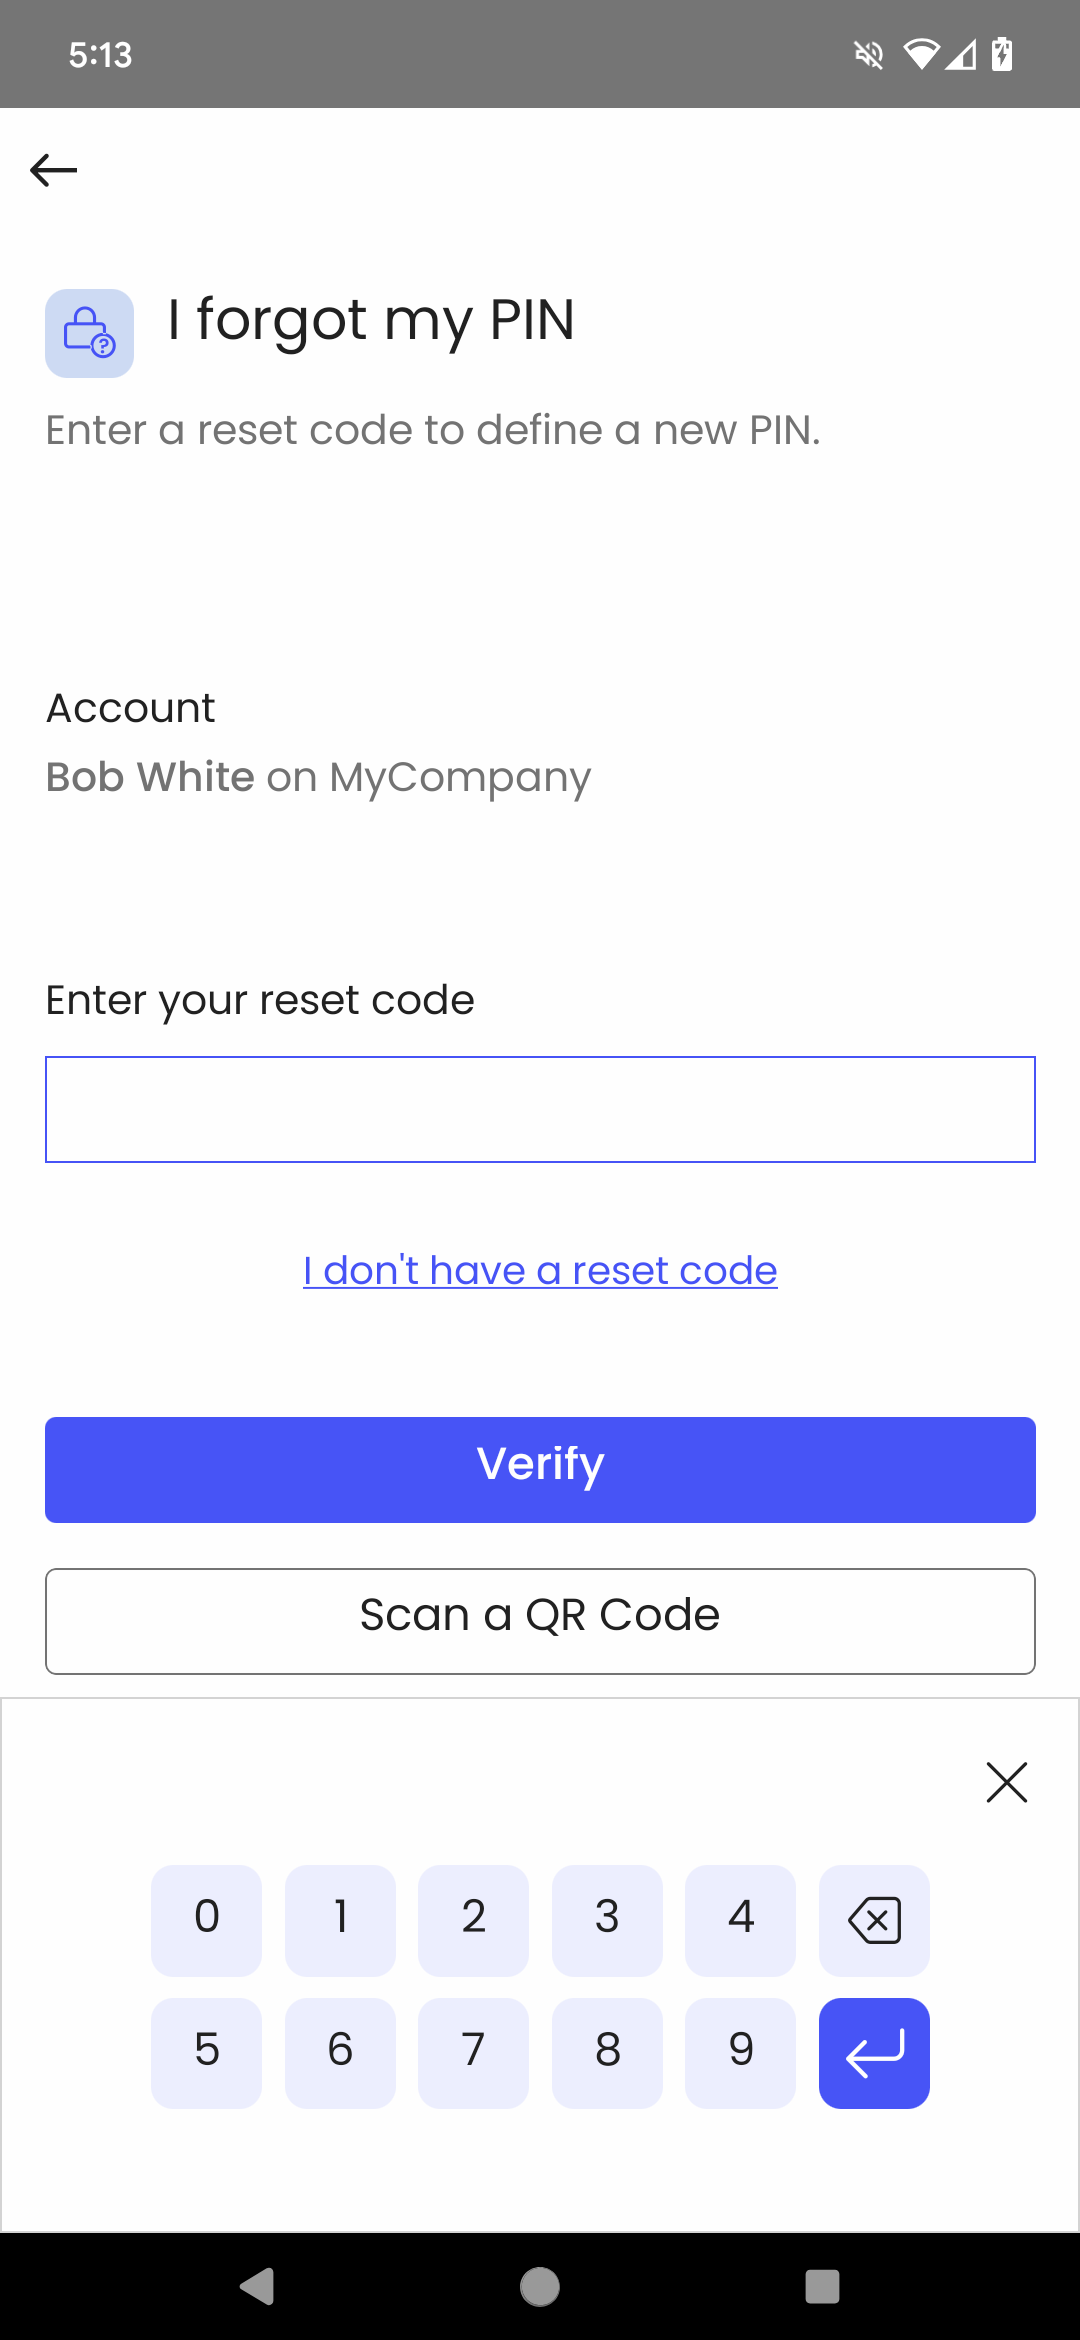 5:13
I forgot my PIN
Enter a reset code to define a new PIN.
Account
Bob White on MyCompany
Enter your reset code
I don't have a reset code
Verify
Scan a QR Code
0 1 2 3 4
5 6 7 8 9